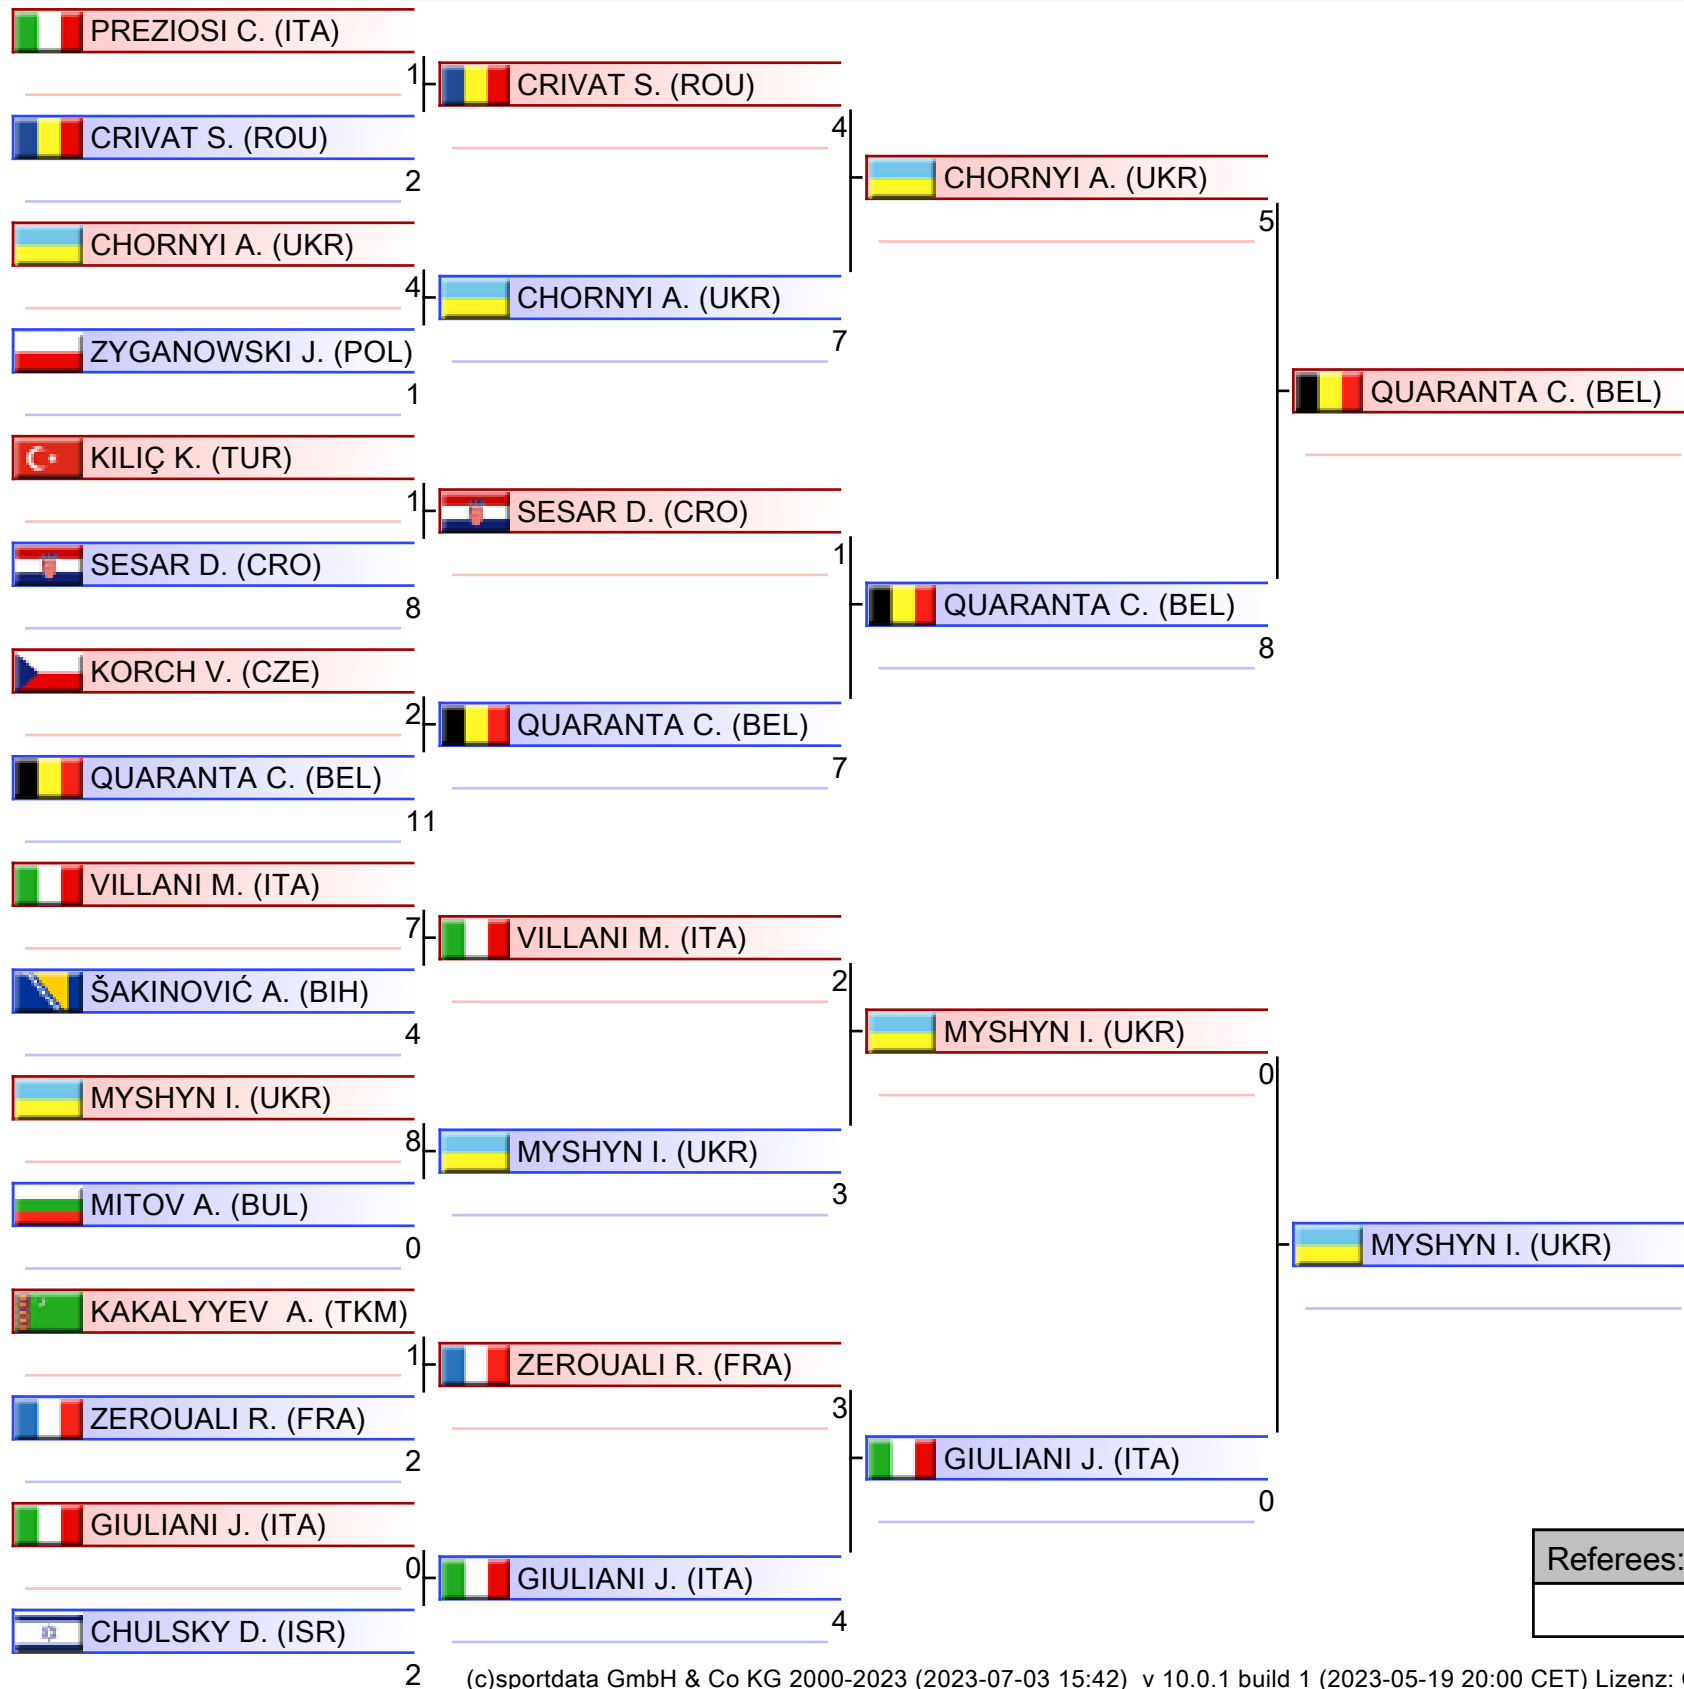 PREZIOSI C. (ITA)
1
CRIVAT S. (ROU)
2
CHORNYI A. (UKR)
4
ZYGANOWSKI J. (POL)
1
KILIÇ K. (TUR)
1
SESAR D. (CRO)
8
KORCH V. (CZE)
2
QUARANTA C. (BEL)
11
VILLANI M. (ITA)
7
ŠAKINOVIĆ A. (BIH)
4
MYSHYN I. (UKR)
8
MITOV A. (BUL)
0
KAKALYYEV  A. (TKM)
1
ZEROUALI R. (FRA)
2
GIULIANI J. (ITA)
0
CHULSKY D. (ISR)
2
CRIVAT S. (ROU)
4
CHORNYI A. (UKR)
7
SESAR D. (CRO)
1
QUARANTA C. (BEL)
7
VILLANI M. (ITA)
2
MYSHYN I. (UKR)
3
ZEROUALI R. (FRA)
3
GIULIANI J. (ITA)
4
CHORNYI A. (UKR)
5
QUARANTA C. (BEL)
8
MYSHYN I. (UKR)
0
GIULIANI J. (ITA)
0
QUARANTA C. (BEL)
MYSHYN I. (UKR)
Referees:
(c)sportdata GmbH & Co KG 2000-2023 (2023-07-03 15:42)  v 10.0.1 build 1 (2023-05-19 20:00 CET) Lizenz: